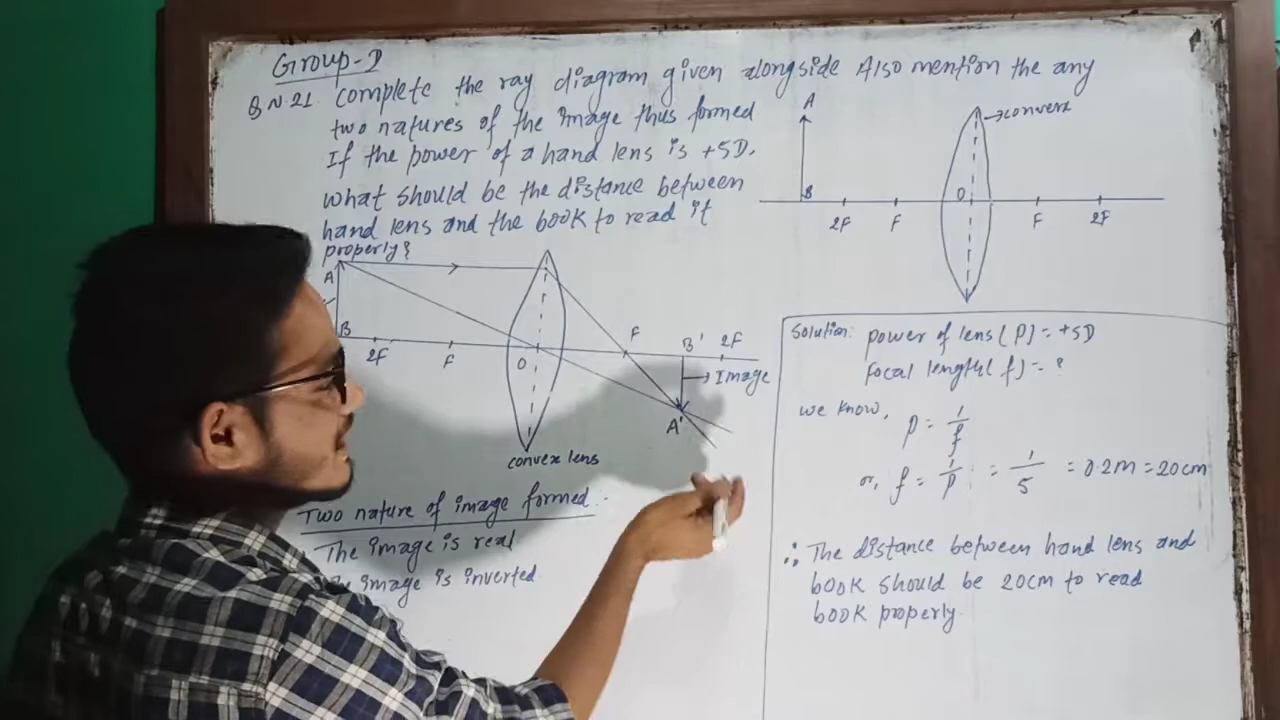 Group-D
Q.N.21. Complete the ray diagram given alongside Also mention the any
two natures of the image thus formed
If the power of a hand lens is +5D.
What should be the distance between
hand lens and the book to read it
properly?
A
convex
B
2F
F
O
F
2F
A
B
2F
F
O
F
B'
2F
Image
A'
convex lens
Two nature of image formed:
The image is real
image is inverted
Solution: power of lens (P) = +5D
Focal length (f) = ?
we know,
P = 1/f
or, f = 1/P = 1/5 = 0.2m = 20cm
∴ The distance between hand lens and
book should be 20cm to read
book properly.